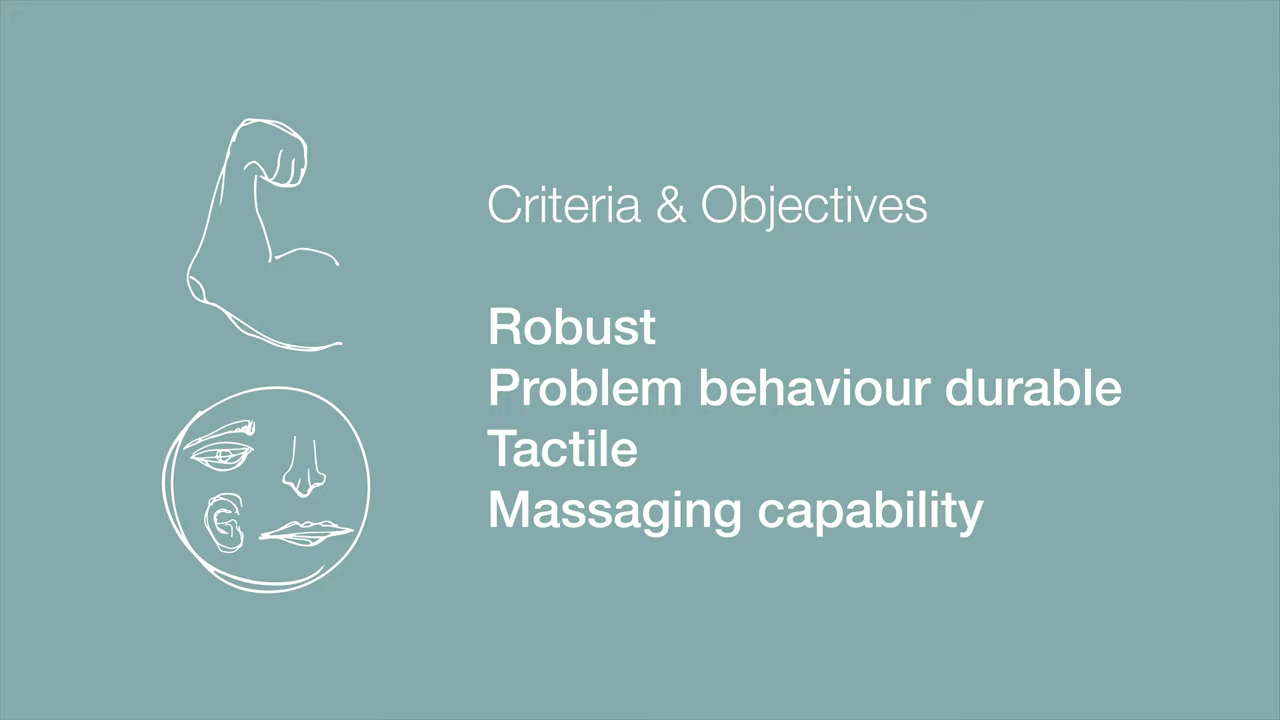 Criteria & Objectives
Robust
Problem behaviour durable
Tactile
Massaging capability